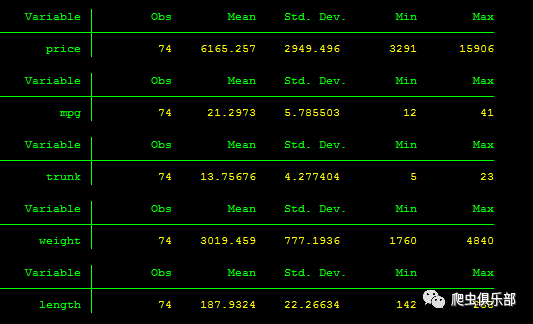 Variable Obs Mean Std. Dev. Min Max
price 74 6165.257 2949.496 3291 15906
Variable Obs Mean Std. Dev. Min Max
mpg 74 21.2973 5.785503 12 41
Variable Obs Mean Std. Dev. Min Max
trunk 74 13.75676 4.277404 5 23
Variable Obs Mean Std. Dev. Min Max
weight 74 3019.459 777.1936 1760 4840
Variable Obs Mean Std. Dev. Min Max
length 74 187.9324 22.26634 142
爬虫俱乐部